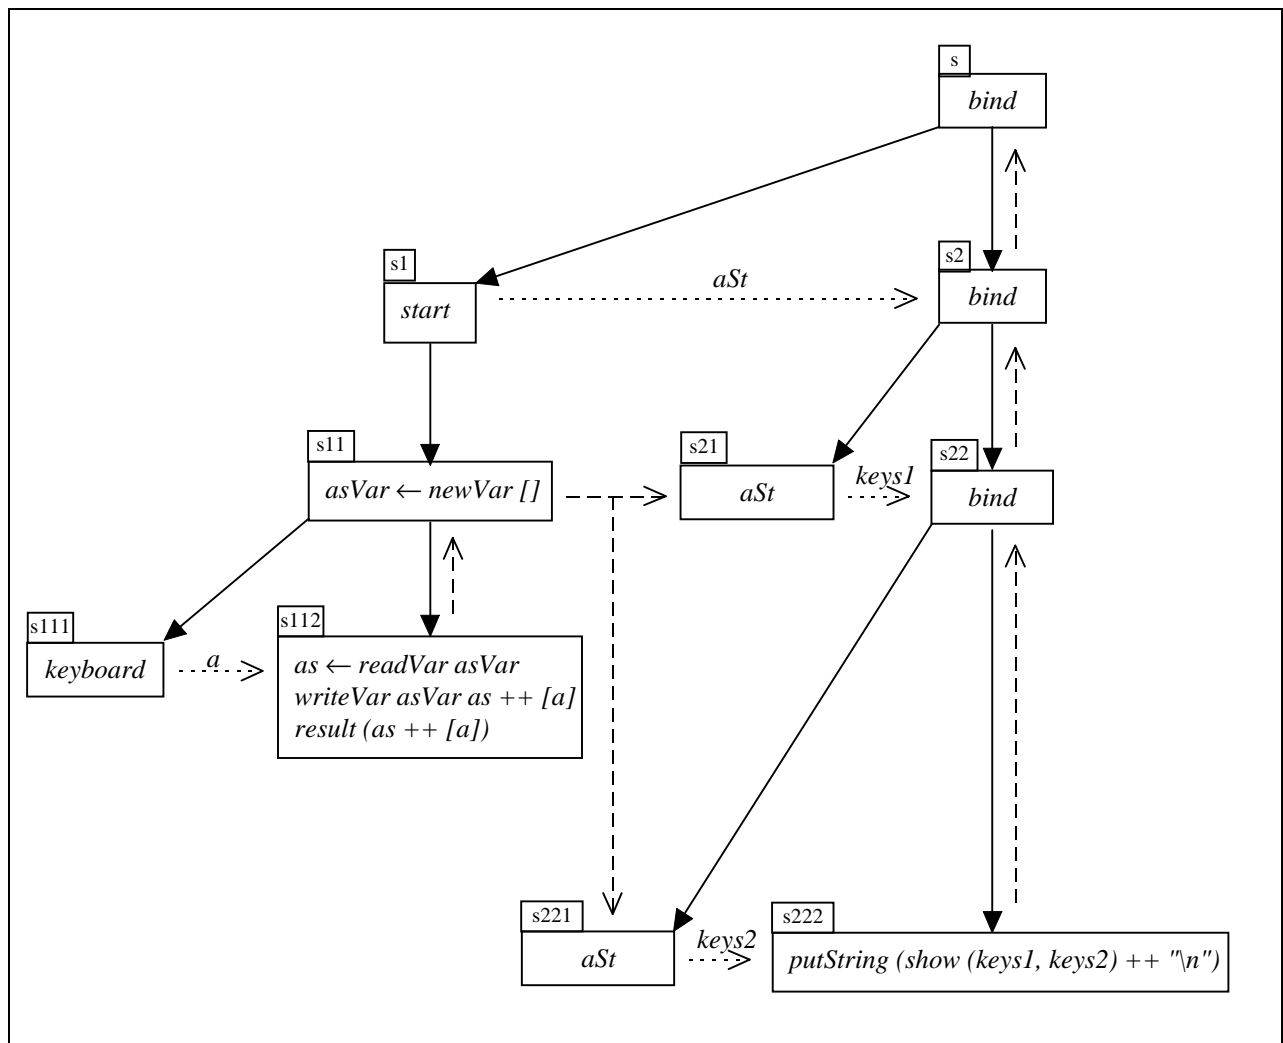 s
bind
s1
start
aSt
s2
bind
s11
asVar ← newVar []
s21
aSt
keys1
s22
bind
s111
keyboard
a
s112
as ← readVar asVar
writeVar asVar as ++ [a]
result (as ++ [a])
s221
aSt
keys2
s222
putString (show (keys1, keys2) ++ "\n")